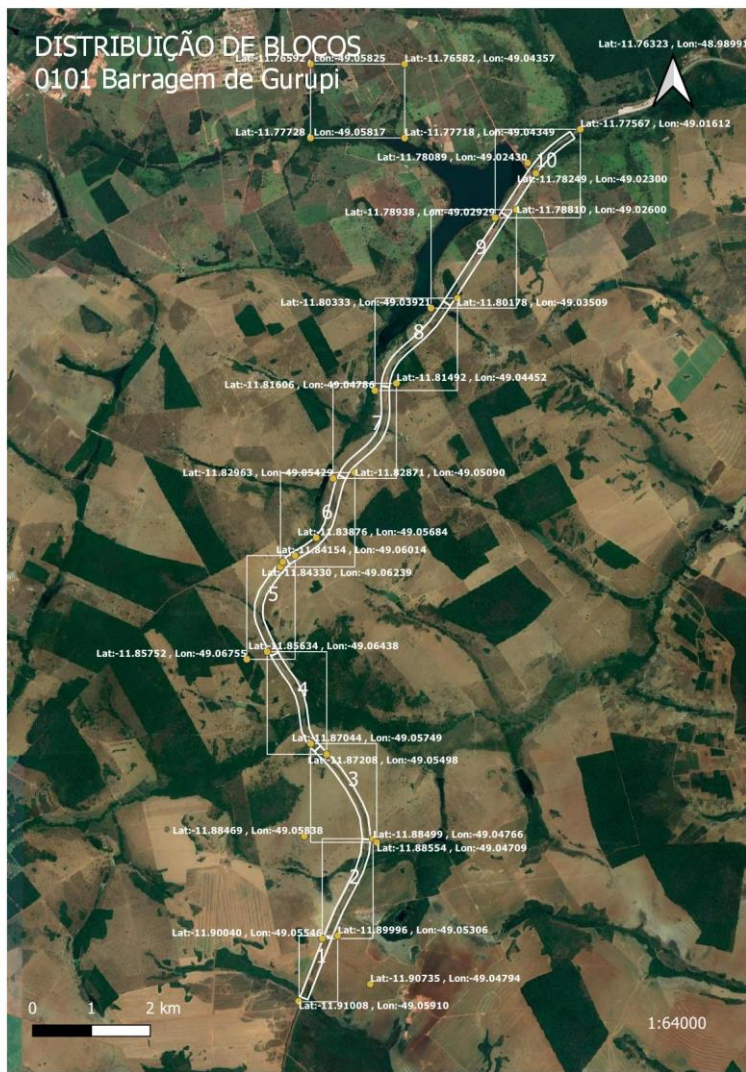 DISTRIBUIÇÃO DE BLOCOS
0101 Barragem de Gurupi
Lat:-11.76323 , Lon:-48.98991
Lat:-11.76592 , Lon:-49.05825
Lat:-11.76582 , Lon:-49.04357
Lat:-11.77567 , Lon:-49.01612
Lat:-11.77728 , Lon:-49.05817
Lat:-11.77718 , Lon:-49.04349
Lat:-11.78089 , Lon:-49.02430
10
Lat:-11.78249 , Lon:-49.02300
Lat:-11.78938 , Lon:-49.02929
Lat:-11.78810 , Lon:-49.02600
9
Lat:-11.80333 , Lon:-49.03921
Lat:-11.80178 , Lon:-49.03509
8
Lat:-11.81606 , Lon:-49.04786
Lat:-11.81492 , Lon:-49.04452
7
Lat:-11.82963 , Lon:-49.05429
Lat:-11.82871 , Lon:-49.05090
6
Lat:-11.83876 , Lon:-49.05684
Lat:-11.84154 , Lon:-49.06014
Lat:-11.84330 , Lon:-49.06239
5
Lat:-11.85634 , Lon:-49.06438
Lat:-11.85752 , Lon:-49.06755
4
Lat:-11.87044 , Lon:-49.05749
Lat:-11.87208 , Lon:-49.05498
3
Lat:-11.88469 , Lon:-49.05838
Lat:-11.88499 , Lon:-49.04766
Lat:-11.88554 , Lon:-49.04709
2
Lat:-11.90040 , Lon:-49.05546
Lat:-11.89996 , Lon:-49.05306
1
Lat:-11.90735 , Lon:-49.04794
Lat:-11.91008 , Lon:-49.05910
0 1 2 km
1:64000